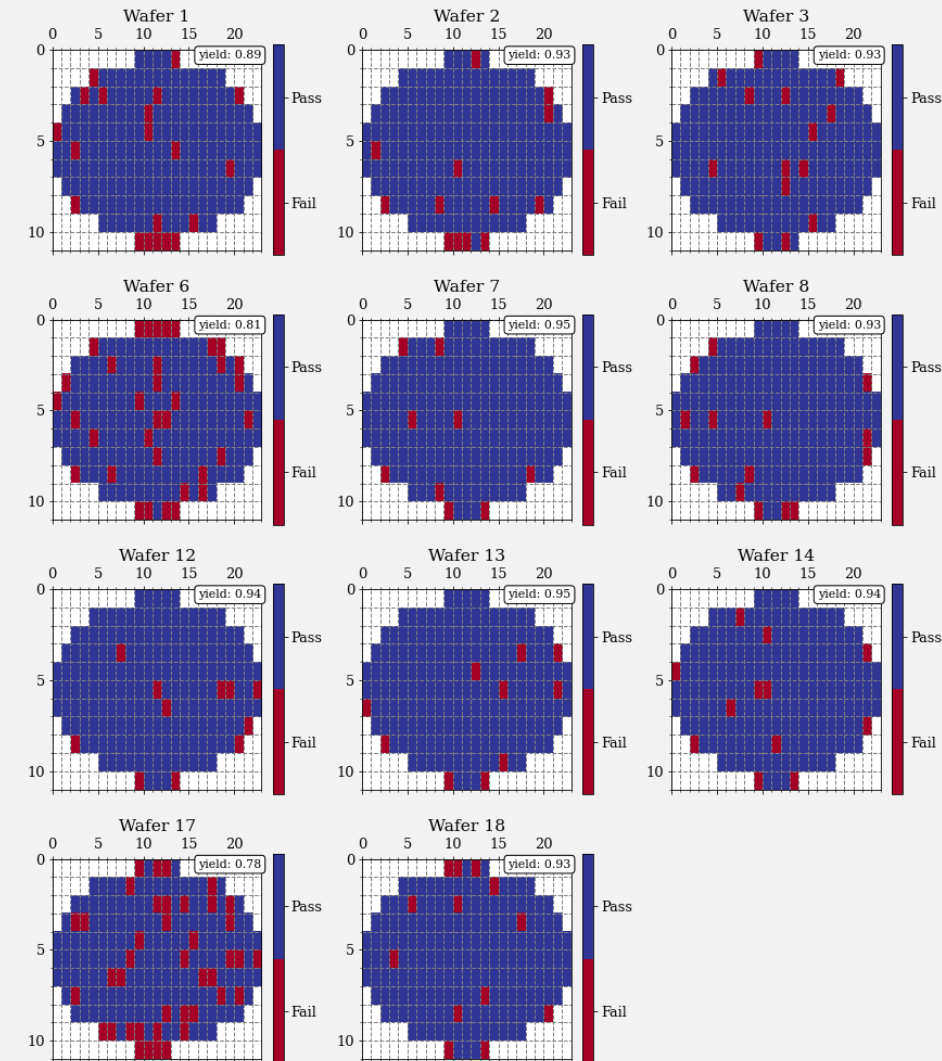 Wafer 1 Wafer 2 Wafer 3
0 5 10 15 20 0 5 10 15 20 0 5 10 15 20
0 yield: 0.89 0 yield: 0.93 0 yield: 0.93
Pass Pass Pass
5 5 5
Fail Fail Fail
10 10 10
Wafer 6 Wafer 7 Wafer 8
0 5 10 15 20 0 5 10 15 20 0 5 10 15 20
0 yield: 0.81 0 yield: 0.95 0 yield: 0.93
Pass Pass Pass
5 5 5
Fail Fail Fail
10 10 10
Wafer 12 Wafer 13 Wafer 14
0 5 10 15 20 0 5 10 15 20 0 5 10 15 20
0 yield: 0.94 0 yield: 0.95 0 yield: 0.94
Pass Pass Pass
5 5 5
Fail Fail Fail
10 10 10
Wafer 17 Wafer 18
0 5 10 15 20 0 5 10 15 20
0 yield: 0.78 0 yield: 0.93
Pass Pass
5 5
Fail Fail
10 10